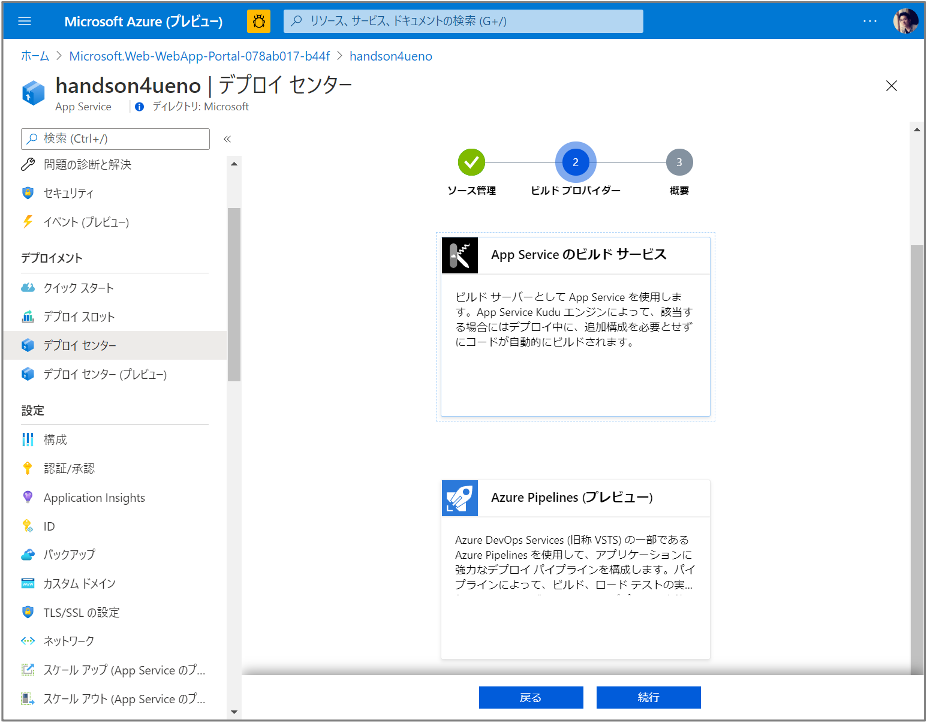 Microsoft Azure (プレビュー)
リソース、サービス、ドキュメントの検索 (G+/)
ホーム > Microsoft.Web-WebApp-Portal-078ab017-b44f > handson4ueno
handson4ueno | デプロイ センター
App Service
ディレクトリ: Microsoft
検索 (Ctrl+/)
問題の診断と解決
セキュリティ
イベント (プレビュー)
デプロイメント
クイック スタート
デプロイ スロット
デプロイ センター
デプロイ センター (プレビュー)
設定
構成
認証/承認
Application Insights
ID
バックアップ
カスタム ドメイン
TLS/SSL の設定
ネットワーク
スケール アップ (App Service のプ...
スケール アウト (App Service のプ...
2
3
ソース管理
ビルド プロバイダー
概要
App Service のビルド サービス
ビルド サーバーとして App Service を使用しま
す。App Service Kudu エンジンによって、該当す
る場合にはデプロイ中に、追加構成を必要とせず
にコードが自動的にビルドされます。
Azure Pipelines (プレビュー)
Azure DevOps Services (旧称 VSTS) の一部である
Azure Pipelines を使用して、アプリケーションに
強力なデプロイ パイプラインを構成します。パイ
プラインによって、ビルド、ロード テストの実...
戻る
続行